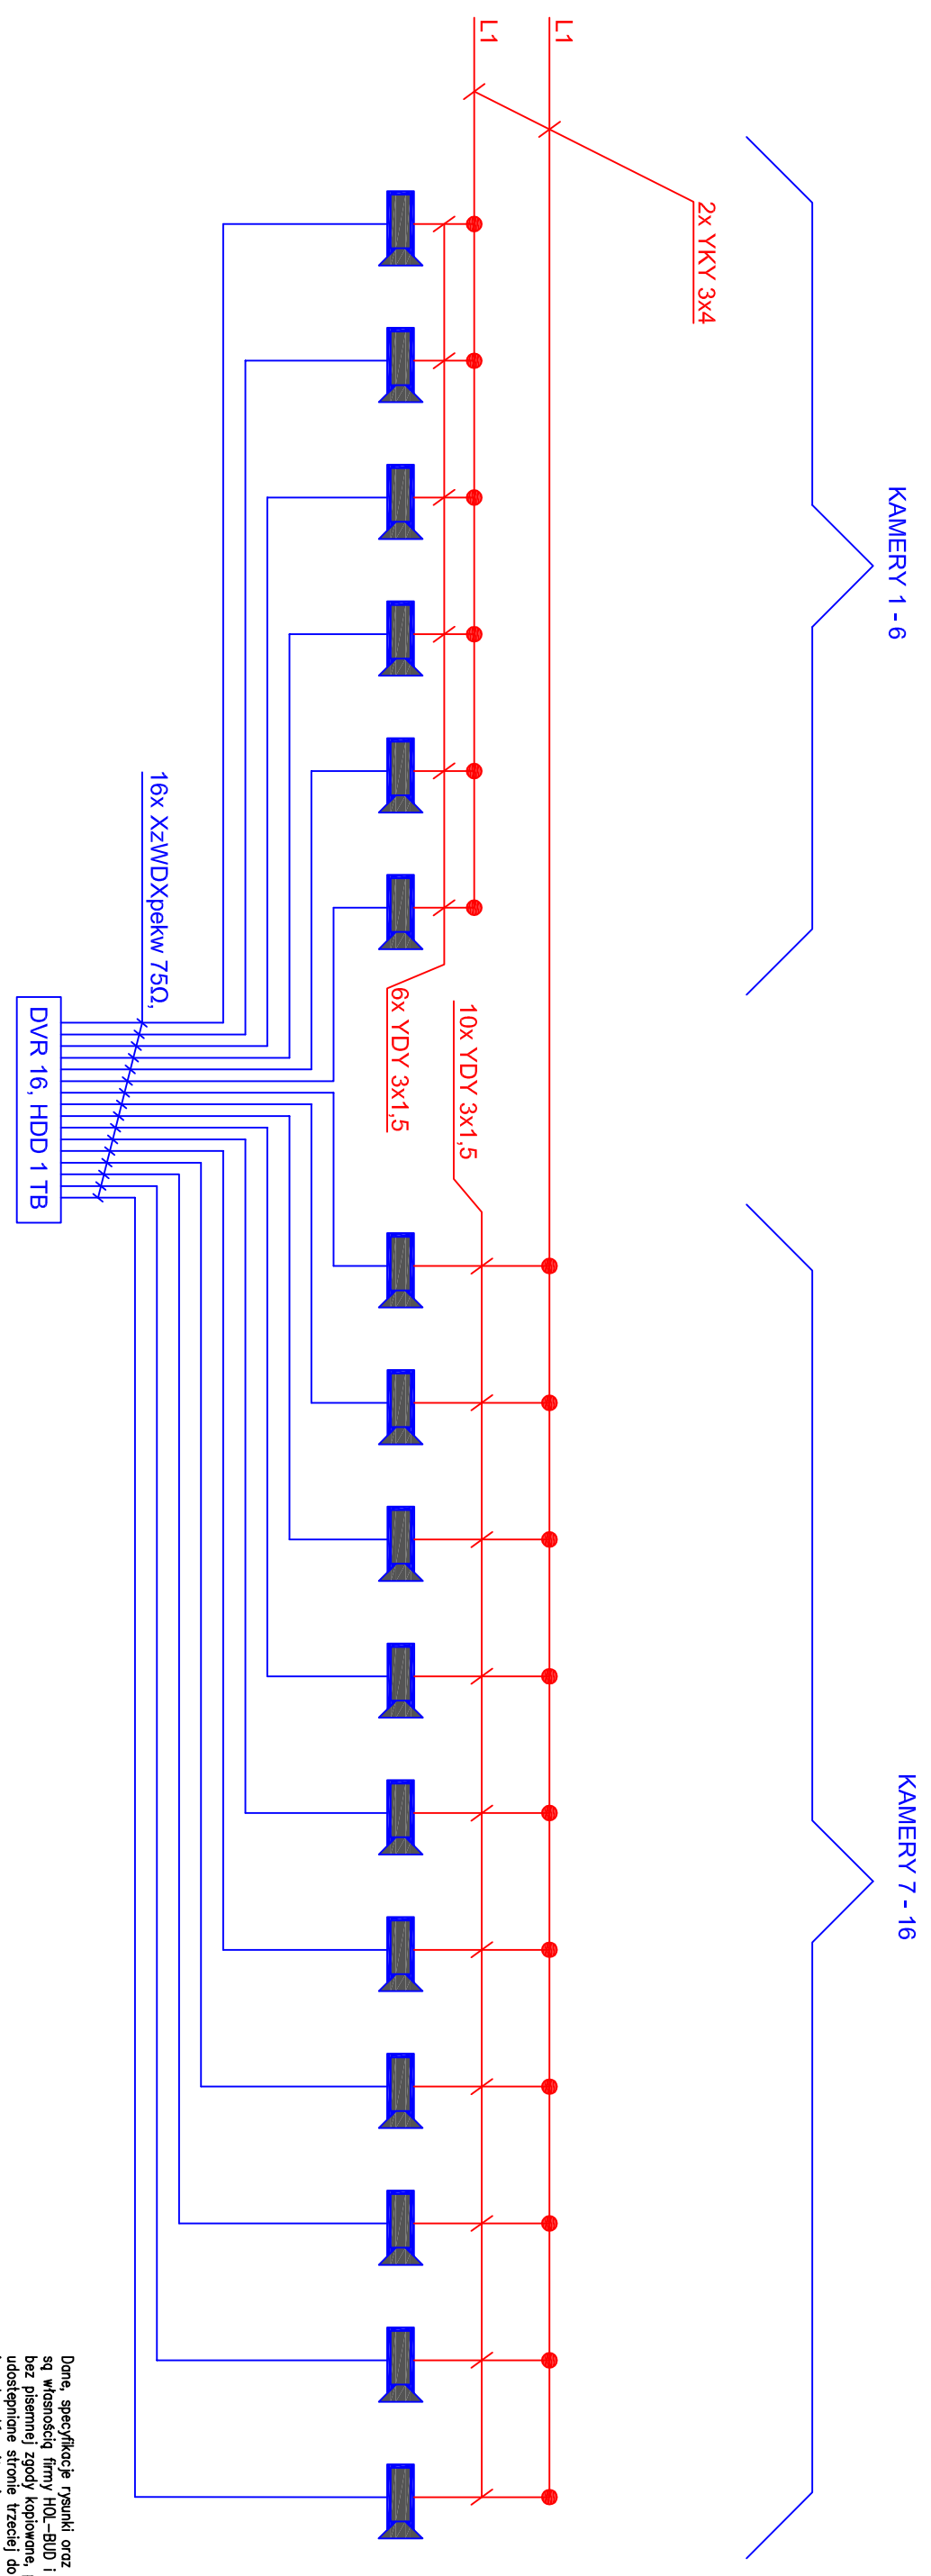 KAMERY 1 - 6
KAMERY 7 - 16
2x YKY 3x4
L1
L1
10x YDY 3x1,5
6x YDY 3x1,5
16x XzWDXpekw 75Ω,
DVR 16, HDD 1 TB
Dane, specyfikacje rysunki oraz
są własnością firmy HOL-BUD i
bez pisemnej zgody kopiowane,
udostepniane stronie trzeciej do